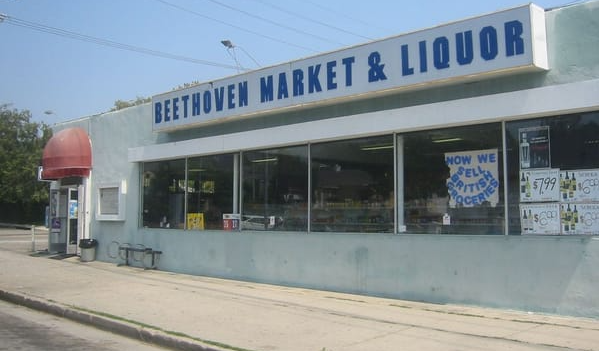 BEETHOVEN MARKET & LIQUOR
NOW WE
SELL
BRITISH
GROCERIES
$7.99